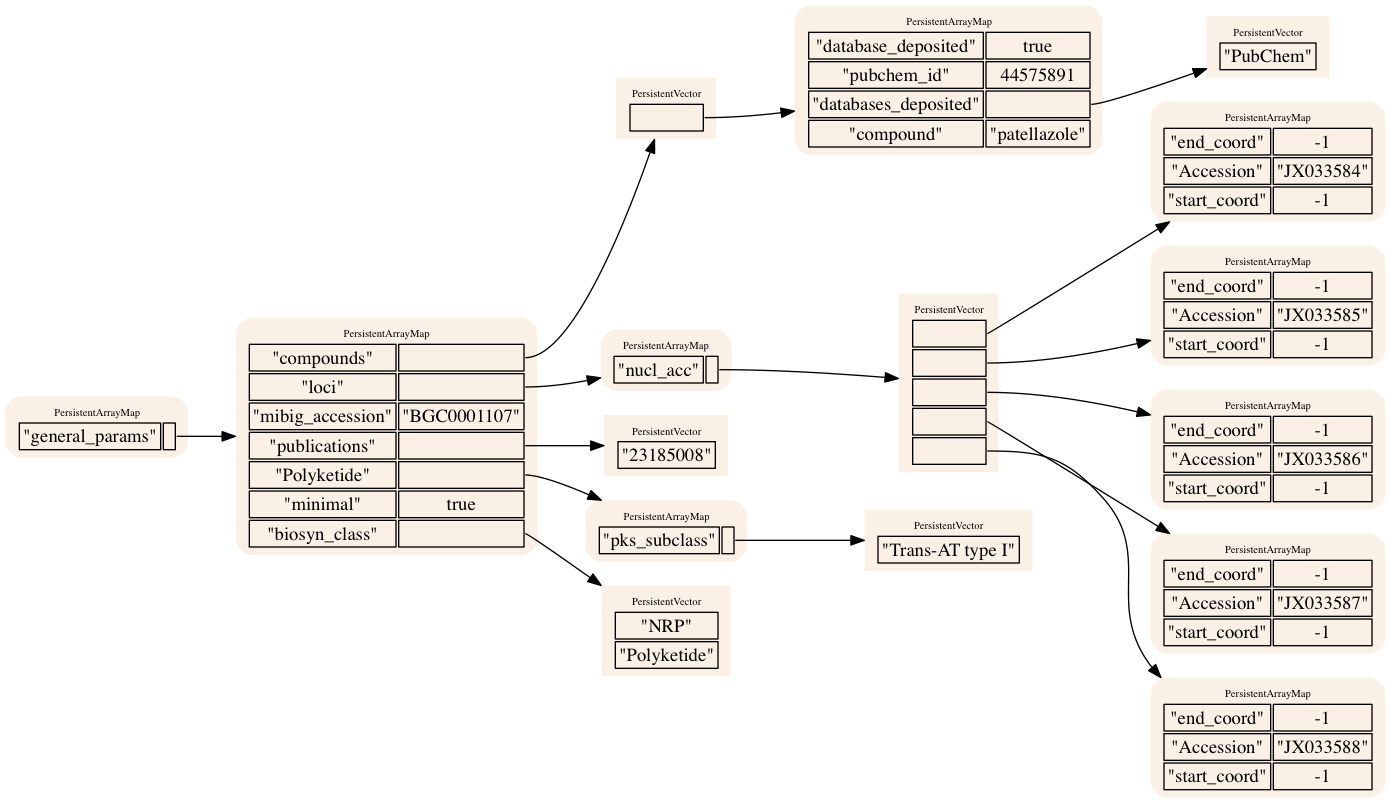 PersistentArrayMap
"general_params"
PersistentArrayMap
"compounds"
"loci"
"mibig_accession" "BGC0001107"
"publications"
"Polyketide"
"minimal" true
"biosyn_class"
PersistentVector
PersistentArrayMap
"database_deposited" true
"pubchem_id" 44575891
"databases_deposited"
"compound" "patellazole"
PersistentVector
"PubChem"
PersistentArrayMap
"nucl_acc"
PersistentVector
PersistentArrayMap
"end_coord" -1
"Accession" "JX033584"
"start_coord" -1
PersistentArrayMap
"end_coord" -1
"Accession" "JX033585"
"start_coord" -1
PersistentArrayMap
"end_coord" -1
"Accession" "JX033586"
"start_coord" -1
PersistentArrayMap
"end_coord" -1
"Accession" "JX033587"
"start_coord" -1
PersistentArrayMap
"end_coord" -1
"Accession" "JX033588"
"start_coord" -1
PersistentVector
"23185008"
PersistentArrayMap
"pks_subclass"
PersistentVector
"Trans-AT type I"
PersistentVector
"NRP"
"Polyketide"